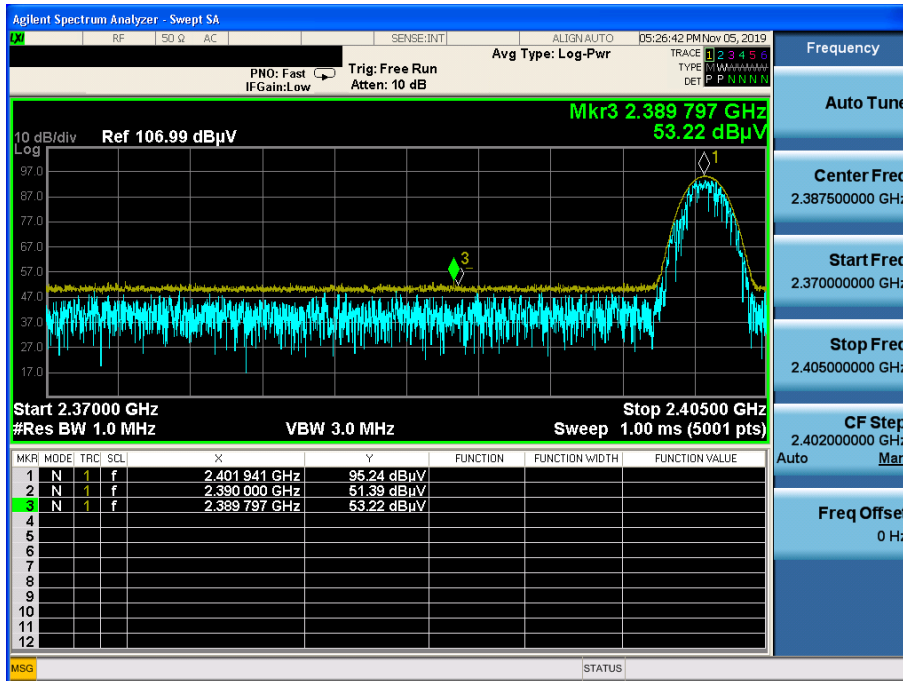 Agilent Spectrum Analyzer - Swept SA
LXI RF 50 Ω AC SENSE:INT ALIGN AUTO 05:26:42 PM Nov 05, 2019
Frequency
PNO: Fast
IFGain:Low
Trig: Free Run
Atten: 10 dB
Avg Type: Log-Pwr
TRACE 1 2 3 4 5 6
TYPE M W W W W W
DET P P N N N N
Auto Tune
Mkr3 2.389 797 GHz
53.22 dBµV
10 dB/div Ref 106.99 dBµV
Log
97.0
87.0
77.0
67.0
57.0
47.0
37.0
27.0
17.0
1
3
Center Freq
2.387500000 GHz
Start Freq
2.370000000 GHz
Stop Freq
2.405000000 GHz
CF Step
2.402000000 GHz
Auto Man
Freq Offset
0 Hz
Start 2.37000 GHz Stop 2.40500 GHz
#Res BW 1.0 MHz VBW 3.0 MHz Sweep 1.00 ms (5001 pts)
MKR MODE TRC SCL X Y FUNCTION FUNCTION WIDTH FUNCTION VALUE
1 N 1 f 2.401 941 GHz 95.24 dBµV
2 N 1 f 2.390 000 GHz 51.39 dBµV
3 N 1 f 2.389 797 GHz 53.22 dBµV
4
5
6
7
8
9
10
11
12
MSG STATUS